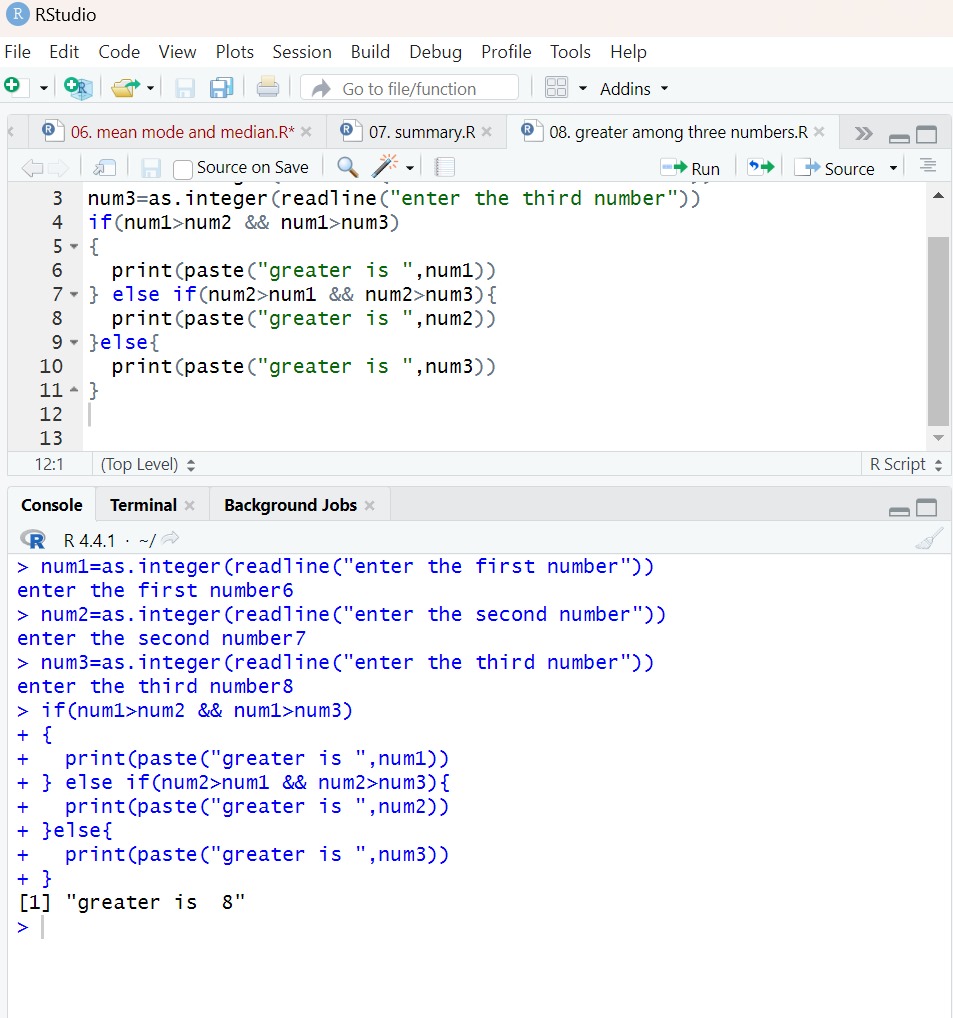 RStudio
File Edit Code View Plots Session Build Debug Profile Tools Help
Go to file/function Addins
06. mean mode and median.R* 07. summary.R 08. greater among three numbers.R
Source on Save Run Source
3 num3=as.integer(readline("enter the third number"))
4 if(num1>num2 && num1>num3)
5 {
6   print(paste("greater is ",num1))
7 } else if(num2>num1 && num2>num3){
8   print(paste("greater is ",num2))
9 }else{
10   print(paste("greater is ",num3))
11 }
12
13
12:1 (Top Level) R Script
Console Terminal Background Jobs
R R 4.4.1 · ~/
> num1=as.integer(readline("enter the first number"))
enter the first number6
> num2=as.integer(readline("enter the second number"))
enter the second number7
> num3=as.integer(readline("enter the third number"))
enter the third number8
> if(num1>num2 && num1>num3)
+ {
+   print(paste("greater is ",num1))
+ } else if(num2>num1 && num2>num3){
+   print(paste("greater is ",num2))
+ }else{
+   print(paste("greater is ",num3))
+ }
[1] "greater is  8"
>